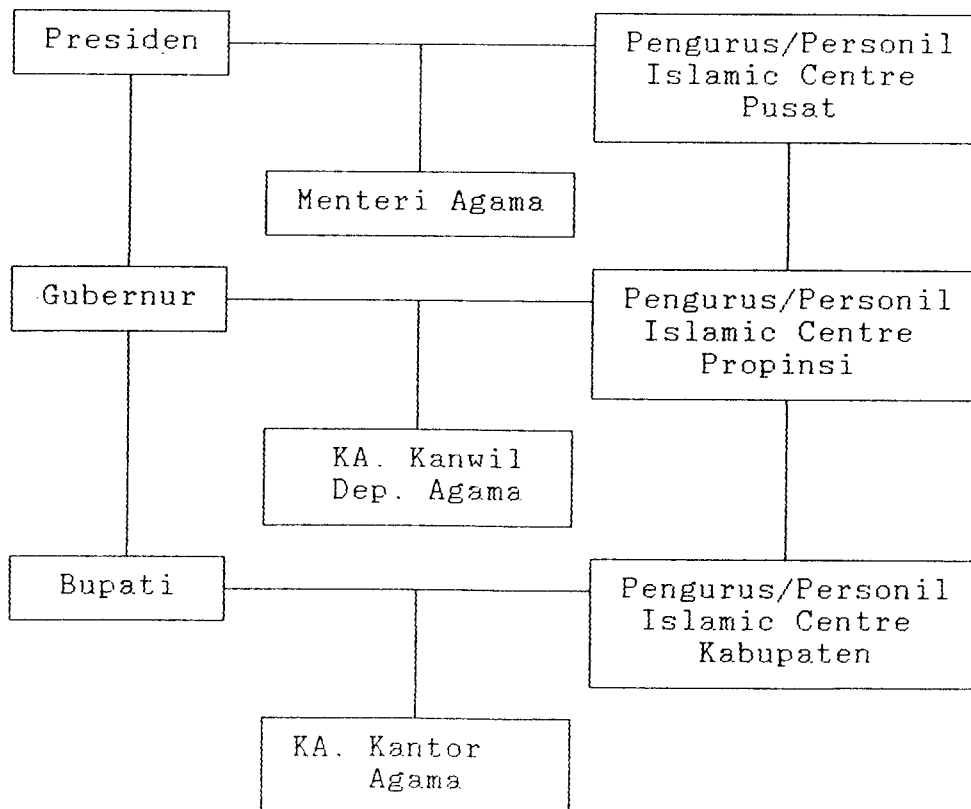 Presiden
Pengurus/Personil
Islamic Centre
Pusat
Menteri Agama
Gubernur
Pengurus/Personil
Islamic Centre
Propinsi
KA. Kanwil
Dep. Agama
Bupati
Pengurus/Personil
Islamic Centre
Kabupaten
KA. Kantor
Agama